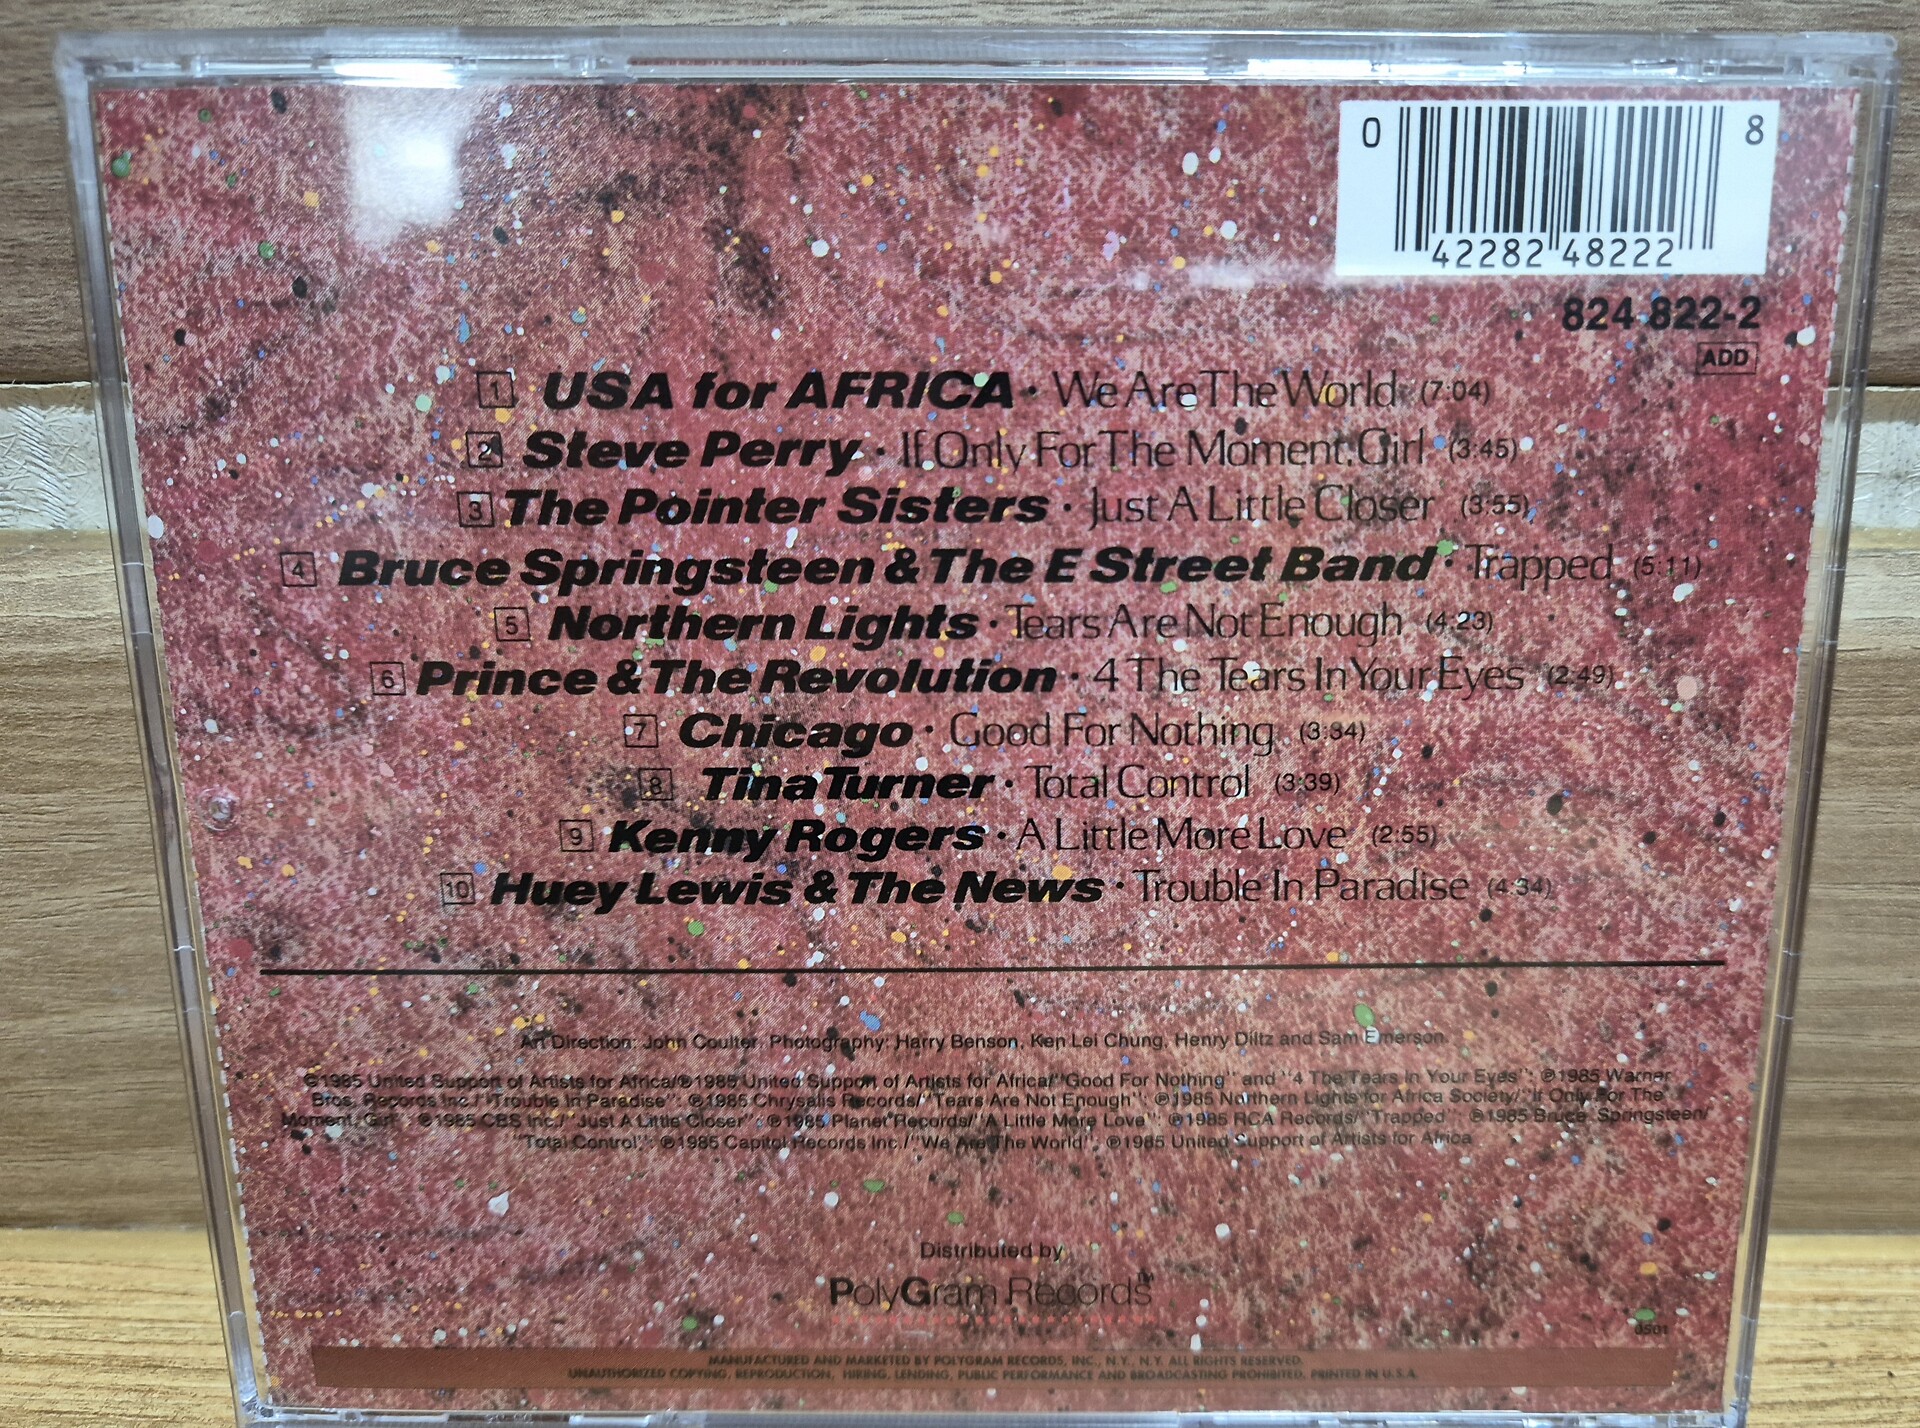 0 8
42282 48222
824 822-2
ADD
1 USA for AFRICA · We Are The World (7:04)
2 Steve Perry · If Only For The Moment, Girl (3:45)
3 The Pointer Sisters · Just A Little Closer (3:55)
4 Bruce Springsteen & The E Street Band · Trapped (5:11)
5 Northern Lights · Tears Are Not Enough (4:23)
6 Prince & The Revolution · 4 The Tears In Your Eyes (2:49)
7 Chicago · Good For Nothing (3:34)
8 Tina Turner · Total Control (3:39)
9 Kenny Rogers · A Little More Love (2:55)
10 Huey Lewis & The News · Trouble In Paradise (4:34)
Art Direction: John Coulter, Photography: Harry Benson, Ken Lei Chung, Henry Diltz and Sam Emerson.
©1985 United Support of Artists for Africa/℗1985 United Support of Artists for Africa/"Good For Nothing" and "4 The Tears In Your Eyes": ℗1985 Warner
Bros. Records Inc./"Trouble In Paradise": ℗1985 Chrysalis Records/"Tears Are Not Enough": ℗1985 Northern Lights for Africa Society/"If Only For The
Moment, Girl": ℗1985 CBS Inc./"Just A Little Closer": ℗1985 Planet Records/"A Little More Love": ℗1985 RCA Records/"Trapped": ℗1985 Bruce Springsteen/
"Total Control": ℗1985 Capitol Records Inc./"We Are The World": ℗1985 United Support of Artists for Africa
Distributed by
PolyGram Records™
0501
MANUFACTURED AND MARKETED BY POLYGRAM RECORDS, INC., N.Y., N.Y. ALL RIGHTS RESERVED.
UNAUTHORIZED COPYING, REPRODUCTION, HIRING, LENDING, PUBLIC PERFORMANCE AND BROADCASTING PROHIBITED. PRINTED IN U.S.A.